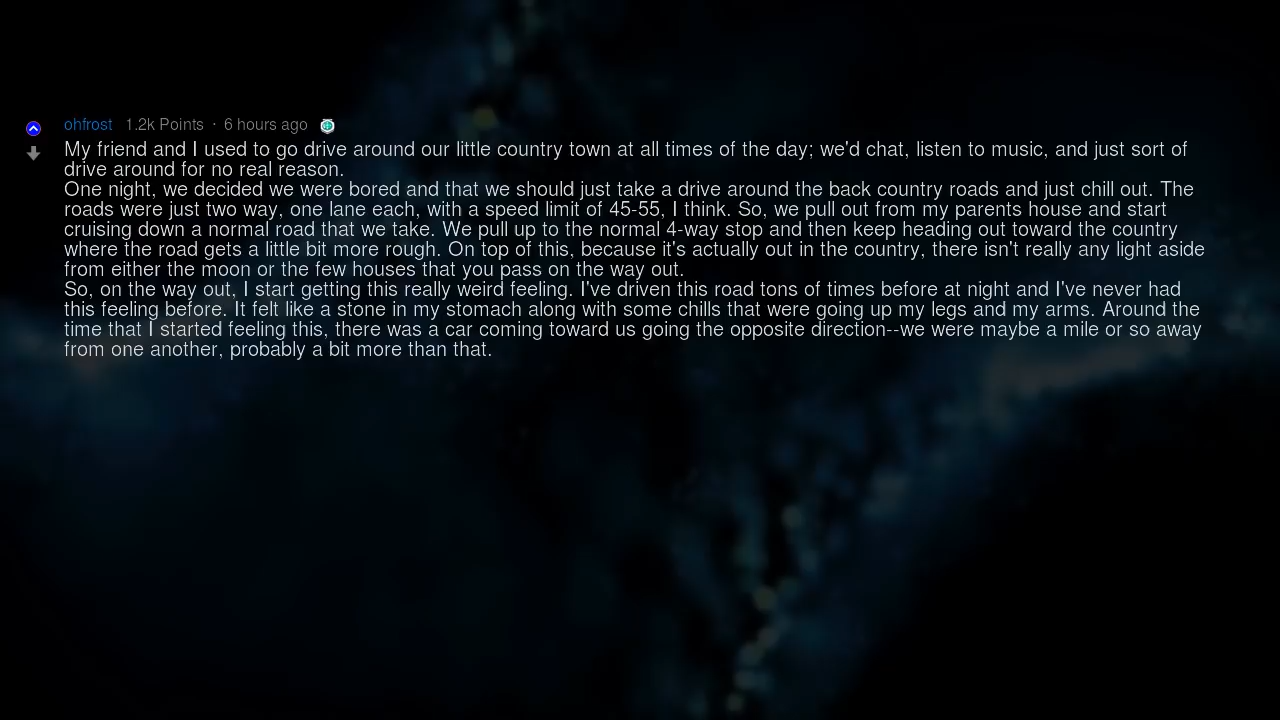 ohfrost 1.2k Points · 6 hours ago
My friend and I used to go drive around our little country town at all times of the day; we'd chat, listen to music, and just sort of
drive around for no real reason.
One night, we decided we were bored and that we should just take a drive around the back country roads and just chill out. The
roads were just two way, one lane each, with a speed limit of 45-55, I think. So, we pull out from my parents house and start
cruising down a normal road that we take. We pull up to the normal 4-way stop and then keep heading out toward the country
where the road gets a little bit more rough. On top of this, because it's actually out in the country, there isn't really any light aside
from either the moon or the few houses that you pass on the way out.
So, on the way out, I start getting this really weird feeling. I've driven this road tons of times before at night and I've never had
this feeling before. It felt like a stone in my stomach along with some chills that were going up my legs and my arms. Around the
time that I started feeling this, there was a car coming toward us going the opposite direction--we were maybe a mile or so away
from one another, probably a bit more than that.